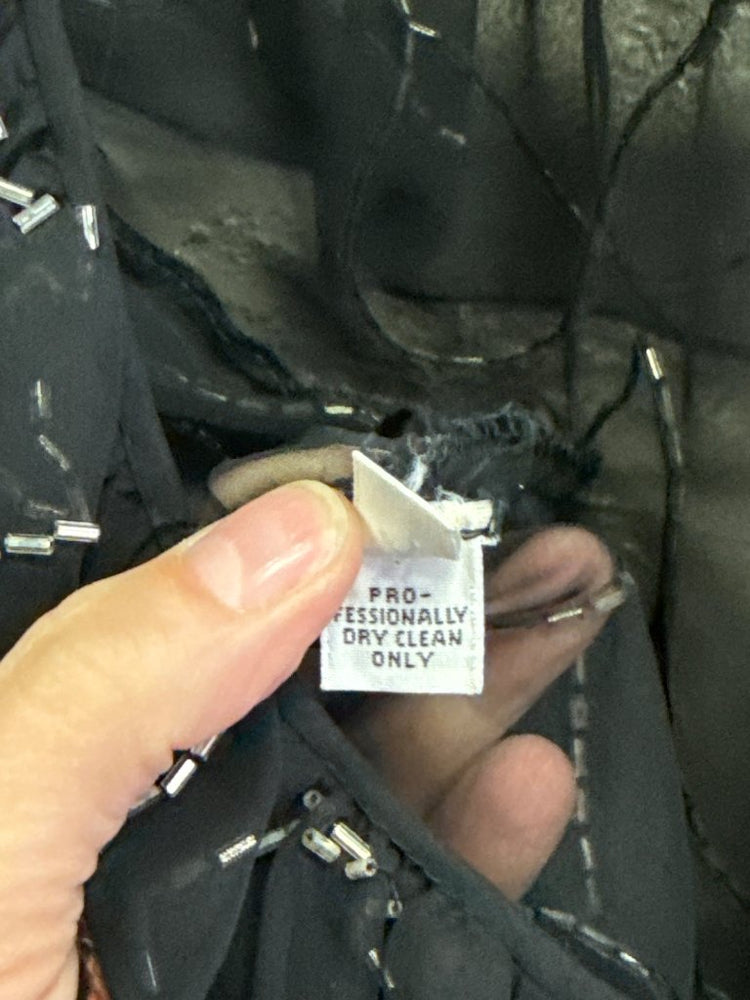 PRO-
FESSIONALLY
DRY CLEAN
ONLY